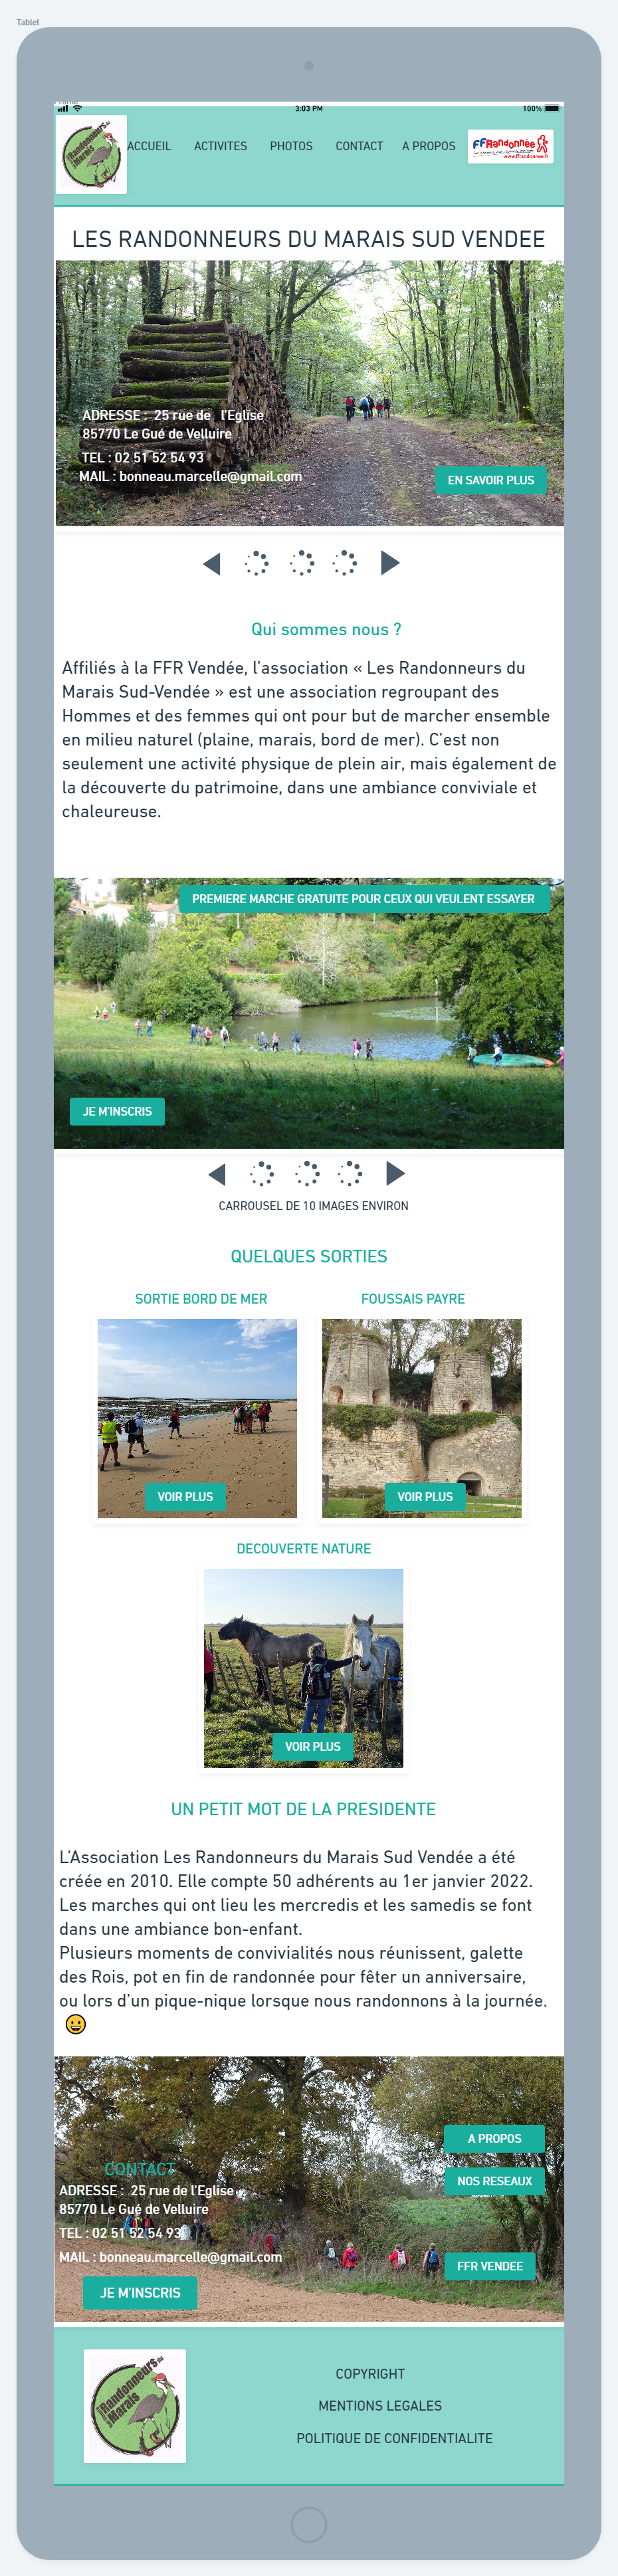 Tablet
3:03 PM
100%
Randonneurs du
Marais
ACCUEIL
ACTIVITES
PHOTOS
CONTACT
A PROPOS
FFRandonnée
www.ffrandonnee.fr
LES RANDONNEURS DU MARAIS SUD VENDEE
ADRESSE : 25 rue de l'Eglise
85770 Le Gué de Velluire
TEL : 02 51 52 54 93
MAIL : bonneau.marcelle@gmail.com
EN SAVOIR PLUS
Qui sommes nous ?
Affiliés à la FFR Vendée, l'association « Les Randonneurs du
Marais Sud-Vendée » est une association regroupant des
Hommes et des femmes qui ont pour but de marcher ensemble
en milieu naturel (plaine, marais, bord de mer). C'est non
seulement une activité physique de plein air, mais également de
la découverte du patrimoine, dans une ambiance conviviale et
chaleureuse.
PREMIERE MARCHE GRATUITE POUR CEUX QUI VEULENT ESSAYER
JE M'INSCRIS
CARROUSEL DE 10 IMAGES ENVIRON
QUELQUES SORTIES
SORTIE BORD DE MER
FOUSSAIS PAYRE
VOIR PLUS
VOIR PLUS
DECOUVERTE NATURE
VOIR PLUS
UN PETIT MOT DE LA PRESIDENTE
L'Association Les Randonneurs du Marais Sud Vendée a été
créée en 2010. Elle compte 50 adhérents au 1er janvier 2022.
Les marches qui ont lieu les mercredis et les samedis se font
dans une ambiance bon-enfant.
Plusieurs moments de convivialités nous réunissent, galette
des Rois, pot en fin de randonnée pour fêter un anniversaire,
ou lors d'un pique-nique lorsque nous randonnons à la journée.
😀
A PROPOS
CONTACT
NOS RESEAUX
ADRESSE : 25 rue de l'Eglise
85770 Le Gué de Velluire
TEL : 02 51 52 54 93
MAIL : bonneau.marcelle@gmail.com
FFR VENDEE
JE M'INSCRIS
Randonneurs du
Marais
COPYRIGHT
MENTIONS LEGALES
POLITIQUE DE CONFIDENTIALITE